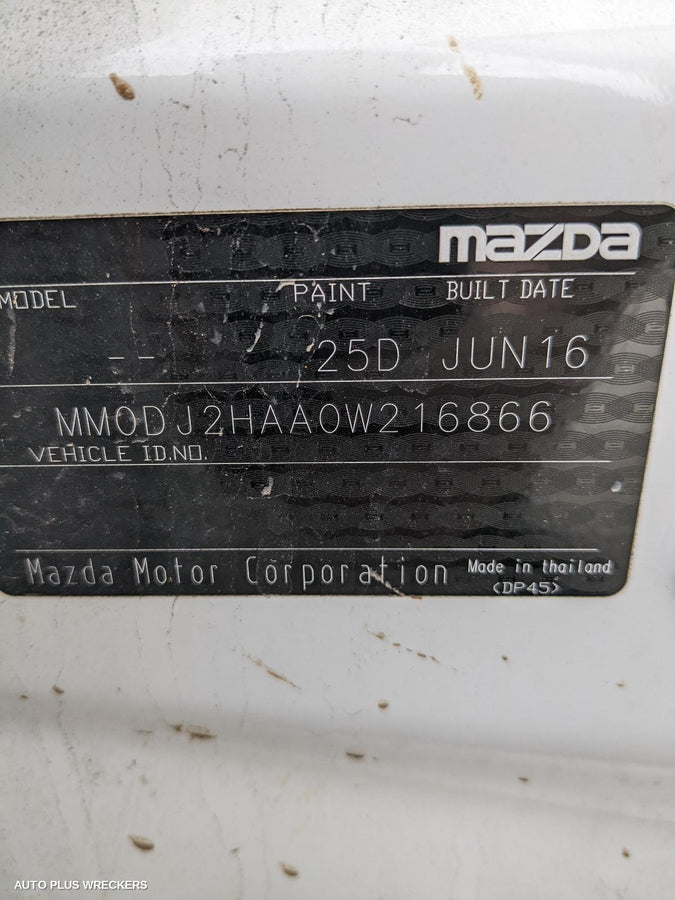 mazda
MODEL PAINT BUILT DATE
-- 25D JUN16
MM0DJ2HAA0W216866
VEHICLE ID.NO.
Mazda Motor Corporation Made in thailand
(DP45)
AUTO PLUS WRECKERS